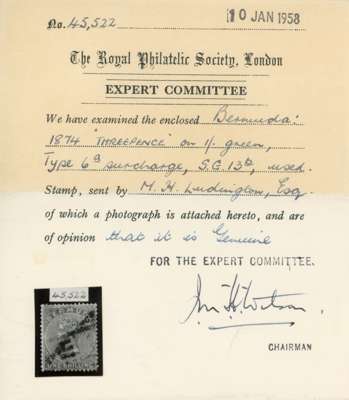 No. 45,522
10 JAN 1958
The Royal Philatelic Society, London
EXPERT COMMITTEE
We have examined the enclosed Bermuda:
1874 "THREEPENCE" on 1/- green,
Type 6a surcharge, S.G. 13b, used.
Stamp, sent by M. H. Ludington, Esq.
of which a photograph is attached hereto, and are
of opinion that it is Genuine
FOR THE EXPERT COMMITTEE.
CHAIRMAN
45,522